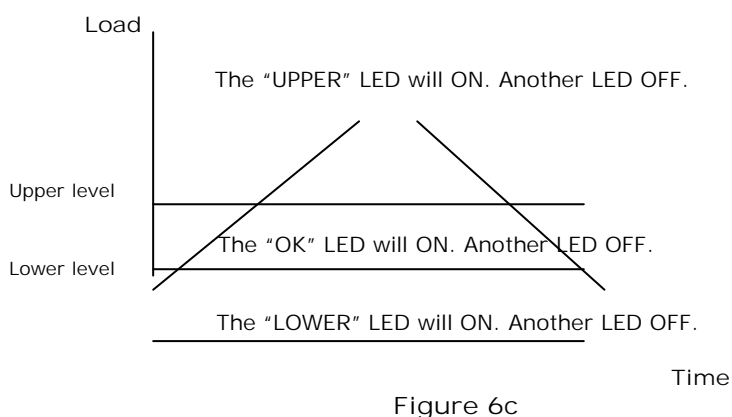 Load
The “UPPER” LED will ON. Another LED OFF.
Upper level
The “OK” LED will ON. Another LED OFF.
Lower level
The “LOWER” LED will ON. Another LED OFF.
Time
Figure 6c